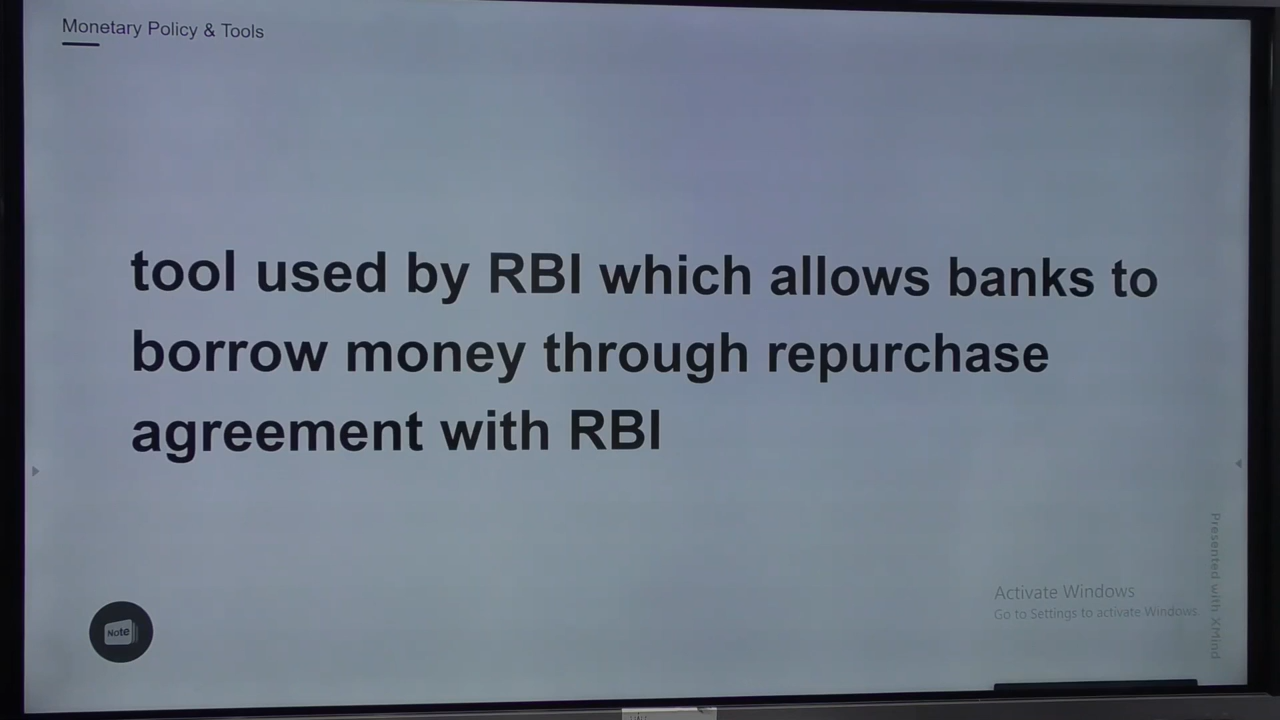 Monetary Policy & Tools
tool used by RBI which allows banks to
borrow money through repurchase
agreement with RBI
Note
Activate Windows
Go to Settings to activate Windows.
Presented with XMind